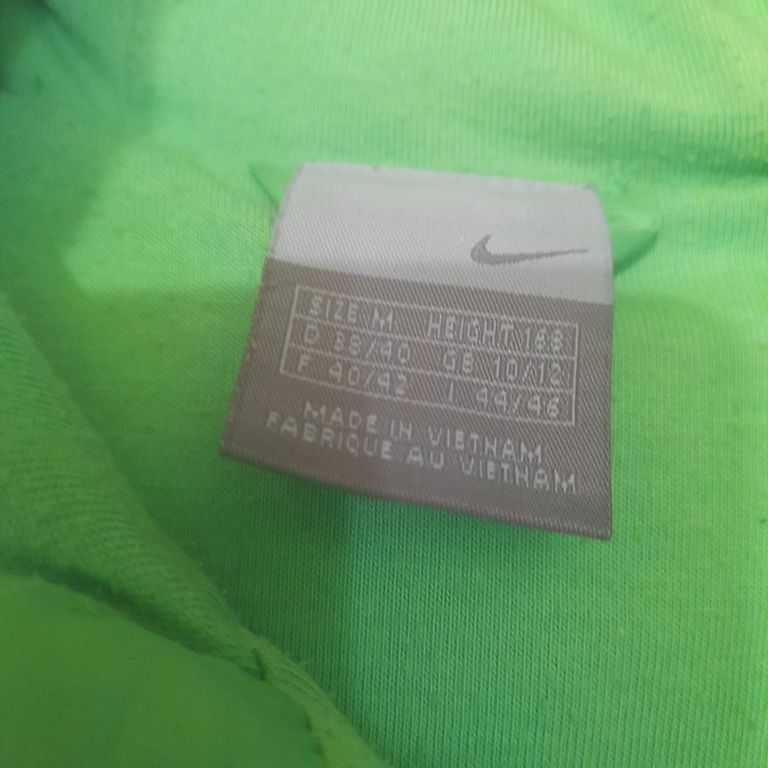 SIZE M HEIGHT 168
D 38/40 GB 10/12
F 40/42 I 44/46
MADE IN VIETNAM
FABRIQUE AU VIETNAM